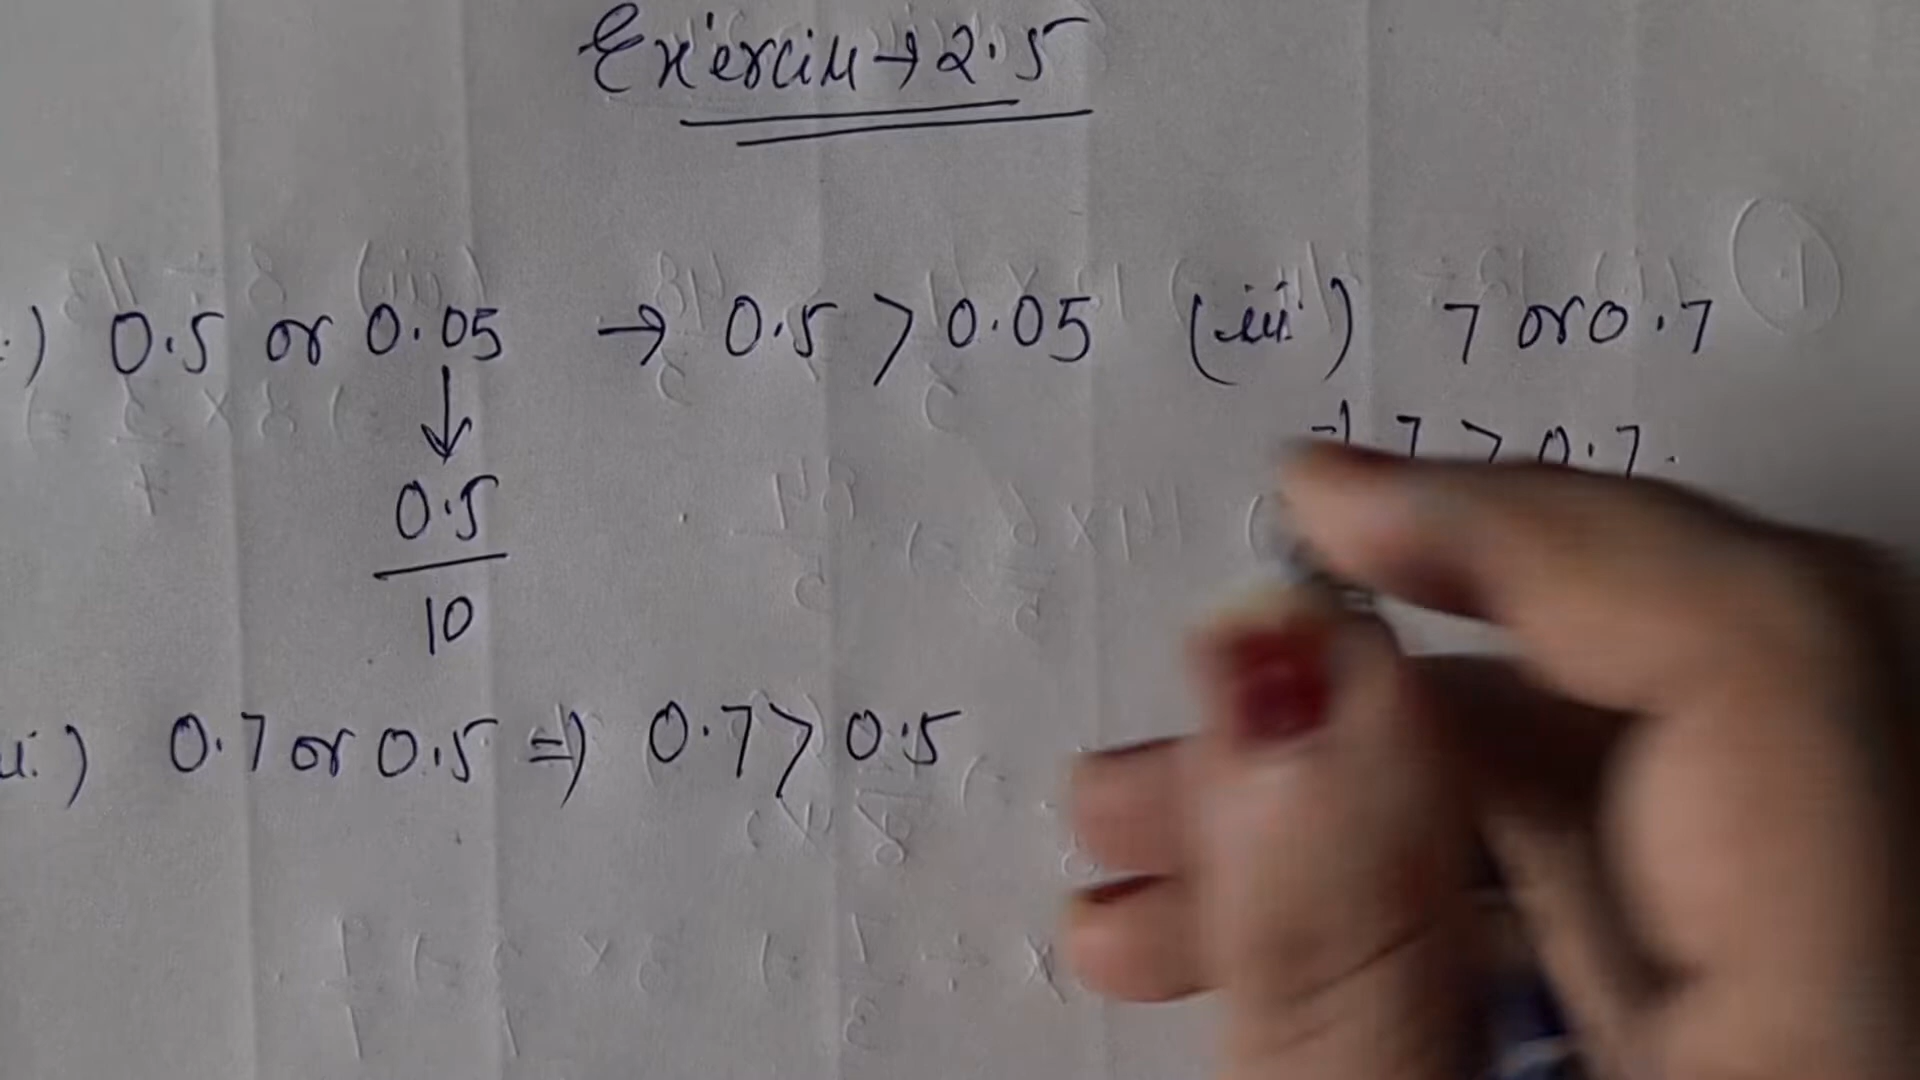 Exercise → 2.5
i) 0.5 or 0.05 → 0.5 > 0.05 (iii) 7 or 0.7
↓ ⇒ 7 > 0.7.
0.5
10
ii) 0.7 or 0.5 ⇒ 0.7 > 0.5